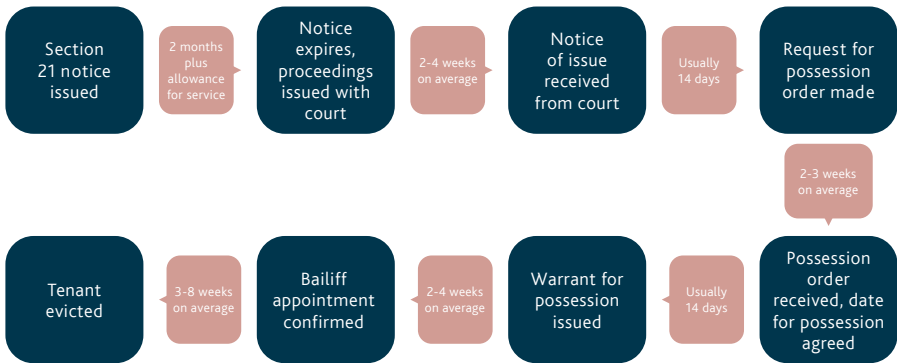 Section
21 notice
issued
2 months
plus
allowance
for service
Notice
expires,
proceedings
issued with
court
2-4 weeks
on average
Notice
of issue
received
from court
Usually
14 days
Request for
possession
order made
2-3 weeks
on average
Possession
order
received, date
for possession
agreed
Usually
14 days
Warrant for
possession
issued
2-4 weeks
on average
Bailiff
appointment
confirmed
3-8 weeks
on average
Tenant
evicted